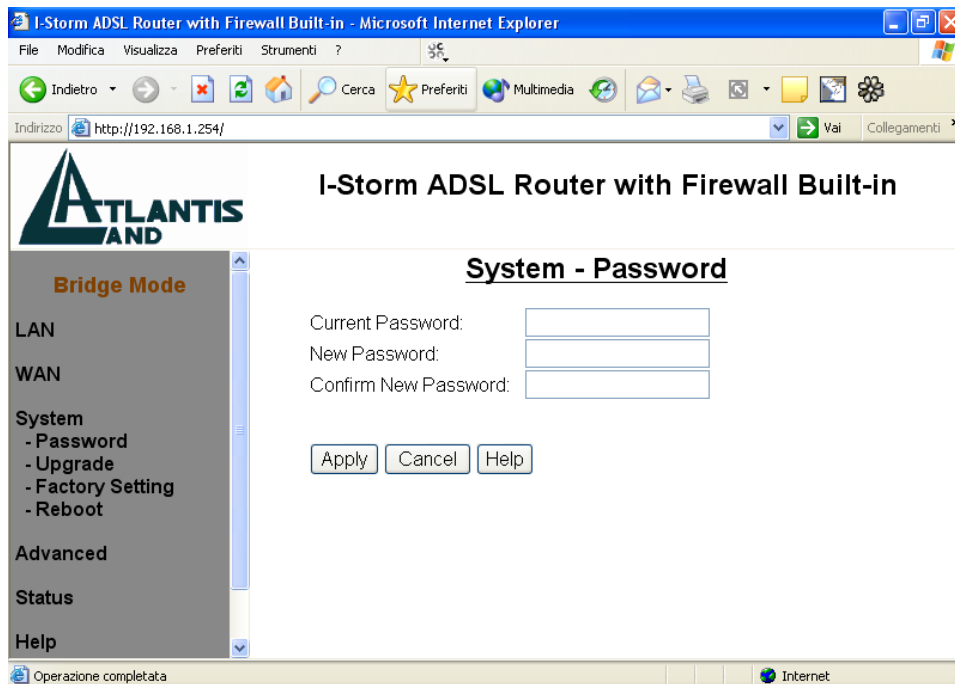 I-Storm ADSL Router with Firewall Built-in - Microsoft Internet Explorer
File Modifica Visualizza Preferiti Strumenti ?
Indietro Cerca Preferiti Multimedia
Indirizzo http://192.168.1.254/ Vai Collegamenti »
ATLANTIS
LAND
I-Storm ADSL Router with Firewall Built-in
Bridge Mode
LAN
WAN
System
- Password
- Upgrade
- Factory Setting
- Reboot
Advanced
Status
Help
System - Password
Current Password:
New Password:
Confirm New Password:
Apply Cancel Help
Operazione completata Internet